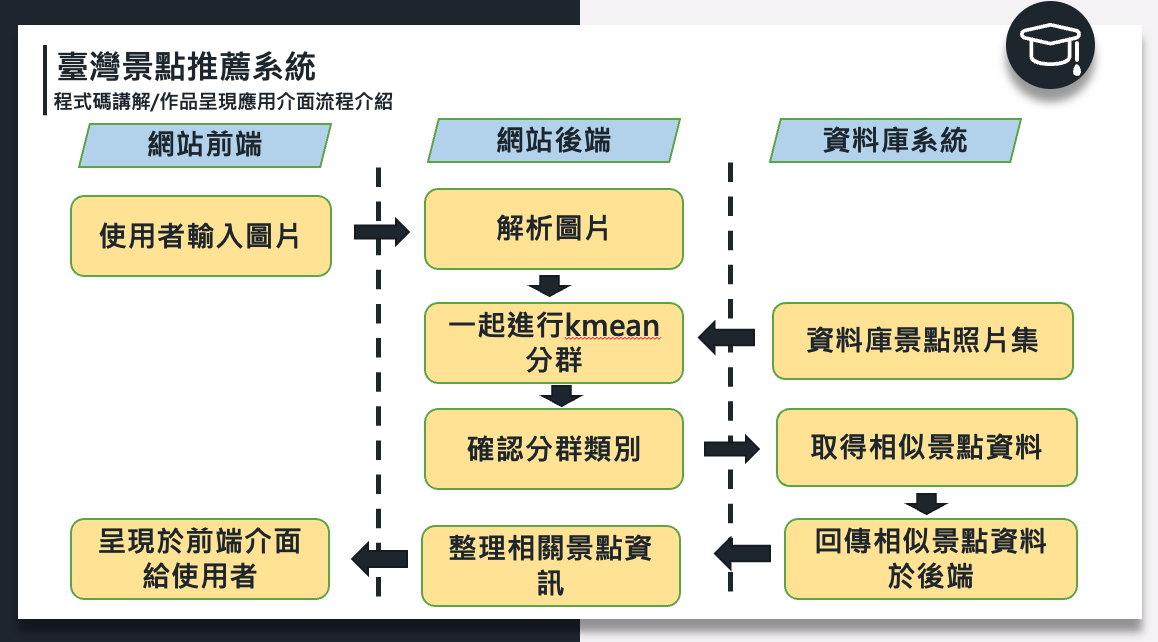 臺灣景點推薦系統
程式碼講解/作品呈現應用介面流程介紹
網站前端
網站後端
資料庫系統
使用者輸入圖片
解析圖片
一起進行kmean
分群
資料庫景點照片集
確認分群類別
取得相似景點資料
呈現於前端介面
給使用者
整理相關景點資
訊
回傳相似景點資料
於後端